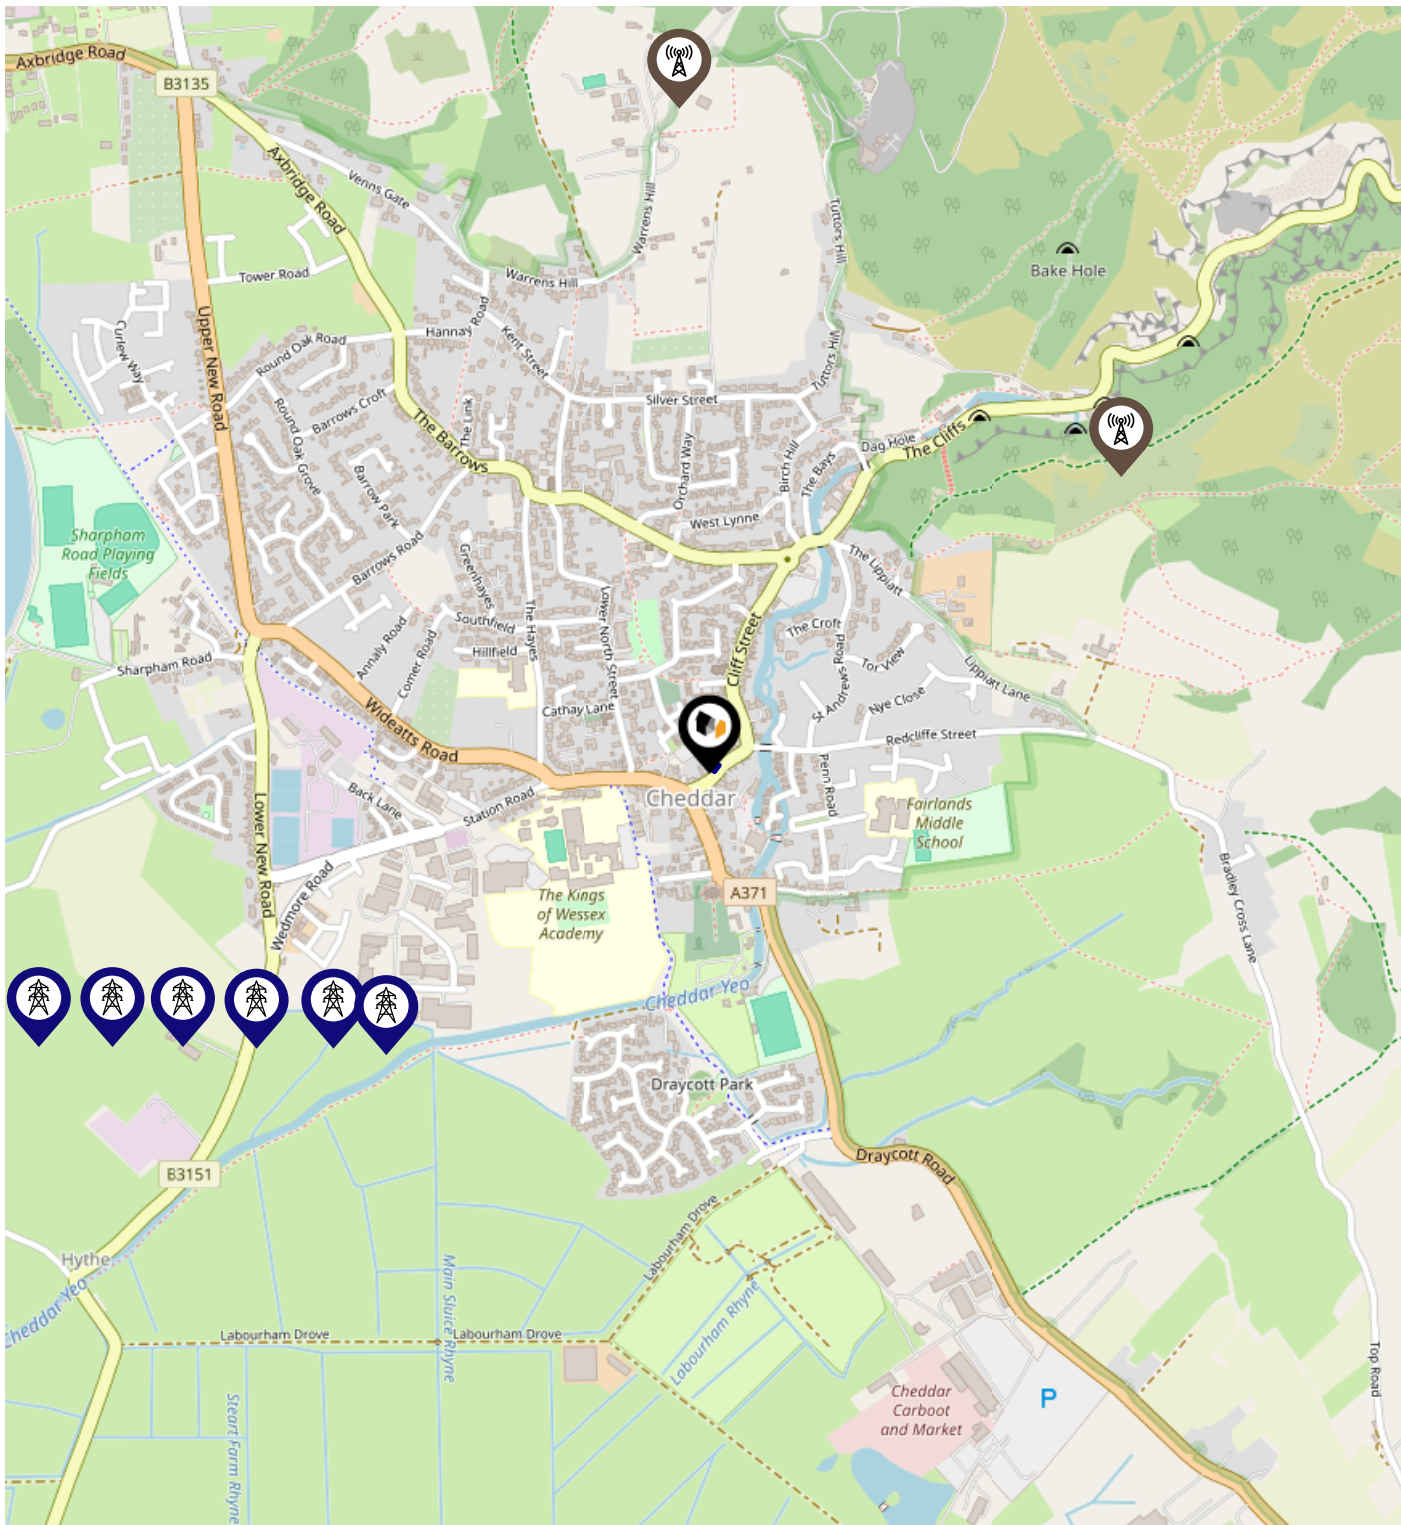 Axbridge Road
B3135
Axbridge Road
Venns Gate
Warrens Hill
Tuttors Hill
Bake Hole
Tower Road
Warrens Hill
Upper New Road
Curlew Way
Hannay Road
Kent Street
Round Oak Road
Tuttors Hill
Silver Street
Barrows Croft
Round Oak Grove
The Link
The Barrows
Orchard Way
Birch Hill
The Bays
Dag Hole
The Cliffs
Barrow Park
West Lynne
Sharpham
Road Playing
Fields
Barrows Road
Greenhayes
The Lippiatt
The Hayes
Lower North Street
Southfield
Annaly Road
Comer Road
Hillfield
Cliff Street
The Croft
St Andrews Road
Tor View
Lippiatt Lane
Sharpham Road
Nye Close
Cathay Lane
Wideatts Road
Redcliffe Street
Penn Road
Back Lane
Station Road
Cheddar
Fairlands
Middle
School
Lower New Road
Wedmore Road
The Kings
of Wessex
Academy
A371
Bradley Cross Lane
Cheddar Yeo
Draycott Park
B3151
Draycott Road
Labourham Drove
Hythe
Cheddar Yeo
Main Sluice Rhyne
Labourham Rhyne
Labourham Drove
Labourham Drove
Top Road
Steart Farm Rhyne
Cheddar
Carboot
and Market
P